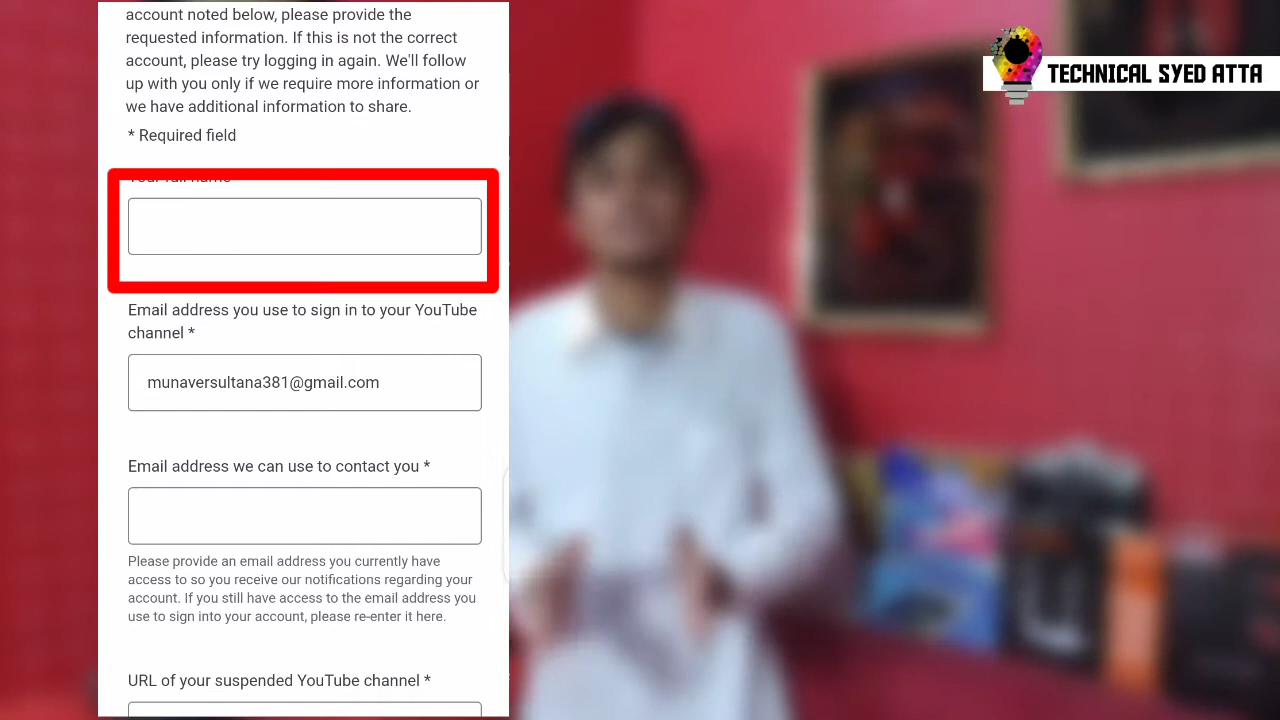 account noted below, please provide the
requested information. If this is not the correct
account, please try logging in again. We'll follow
up with you only if we require more information or
we have additional information to share.
* Required field
Your full name
Email address you use to sign in to your YouTube
channel *
munaversultana381@gmail.com
Email address we can use to contact you *
Please provide an email address you currently have
access to so you receive our notifications regarding your
account. If you still have access to the email address you
use to sign into your account, please re-enter it here.
URL of your suspended YouTube channel *
TECHNICAL SYED ATTA